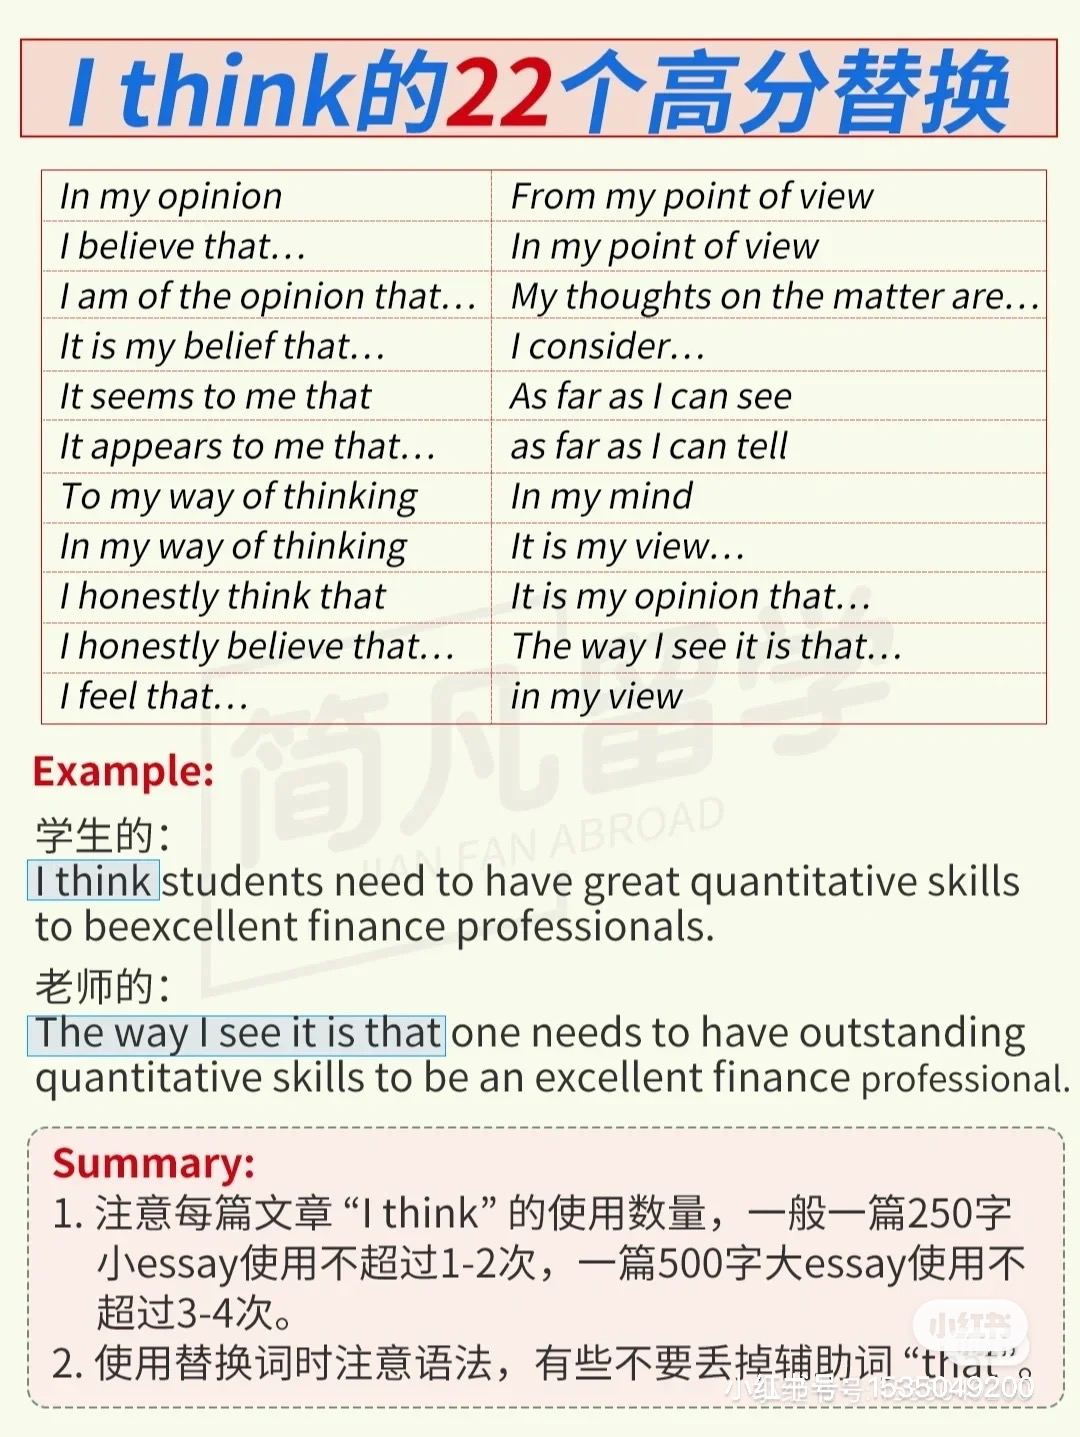 I think的22个高分替换
In my opinion From my point of view
I believe that… In my point of view
I am of the opinion that… My thoughts on the matter are…
It is my belief that… I consider…
It seems to me that As far as I can see
It appears to me that… as far as I can tell
To my way of thinking In my mind
In my way of thinking It is my view…
I honestly think that It is my opinion that…
I honestly believe that… The way I see it is that…
I feel that… in my view
简凡留学
JIAN FAN ABROAD
Example:
学生的：
I think students need to have great quantitative skills
to beexcellent finance professionals.
老师的：
The way I see it is that one needs to have outstanding
quantitative skills to be an excellent finance professional.
Summary:
1. 注意每篇文章 “I think” 的使用数量，一般一篇250字
小essay使用不超过1-2次，一篇500字大essay使用不
超过3-4次。
2. 使用替换词时注意语法，有些不要丢掉辅助词 “that” 。
小红书
小红书号：1535049200